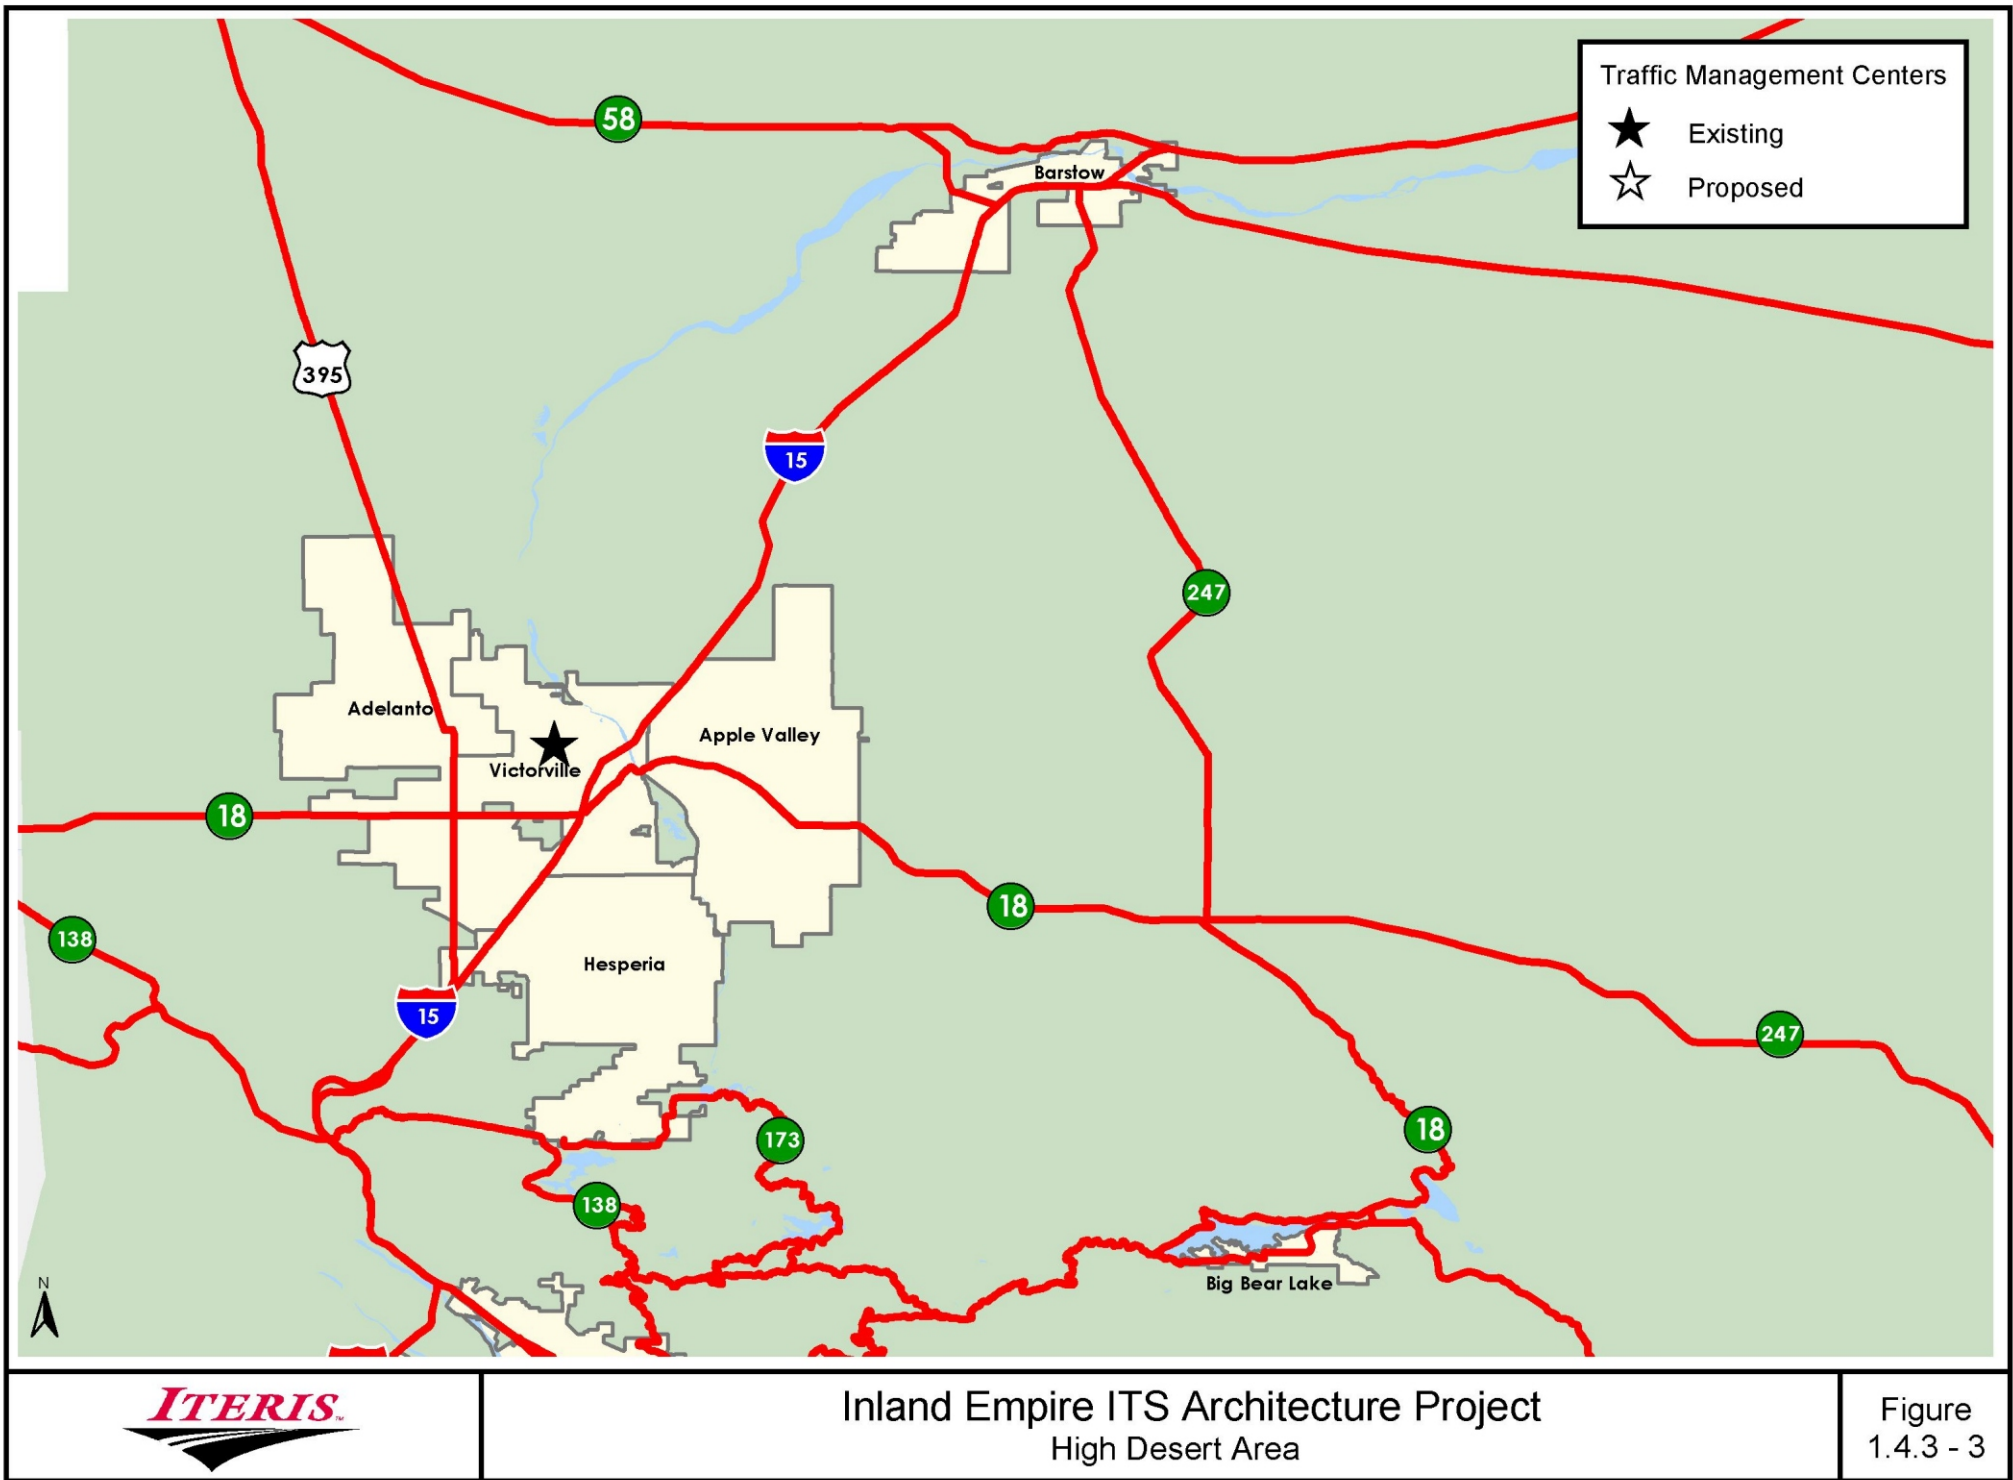 Traffic Management Centers
Existing
Proposed
58
Barstow
395
15
247
Adelanto
Apple Valley
Victorville
18
18
138
Hesperia
15
247
18
173
138
Big Bear Lake
N
ITERIS™
Inland Empire ITS Architecture Project
High Desert Area
Figure
1.4.3 - 3